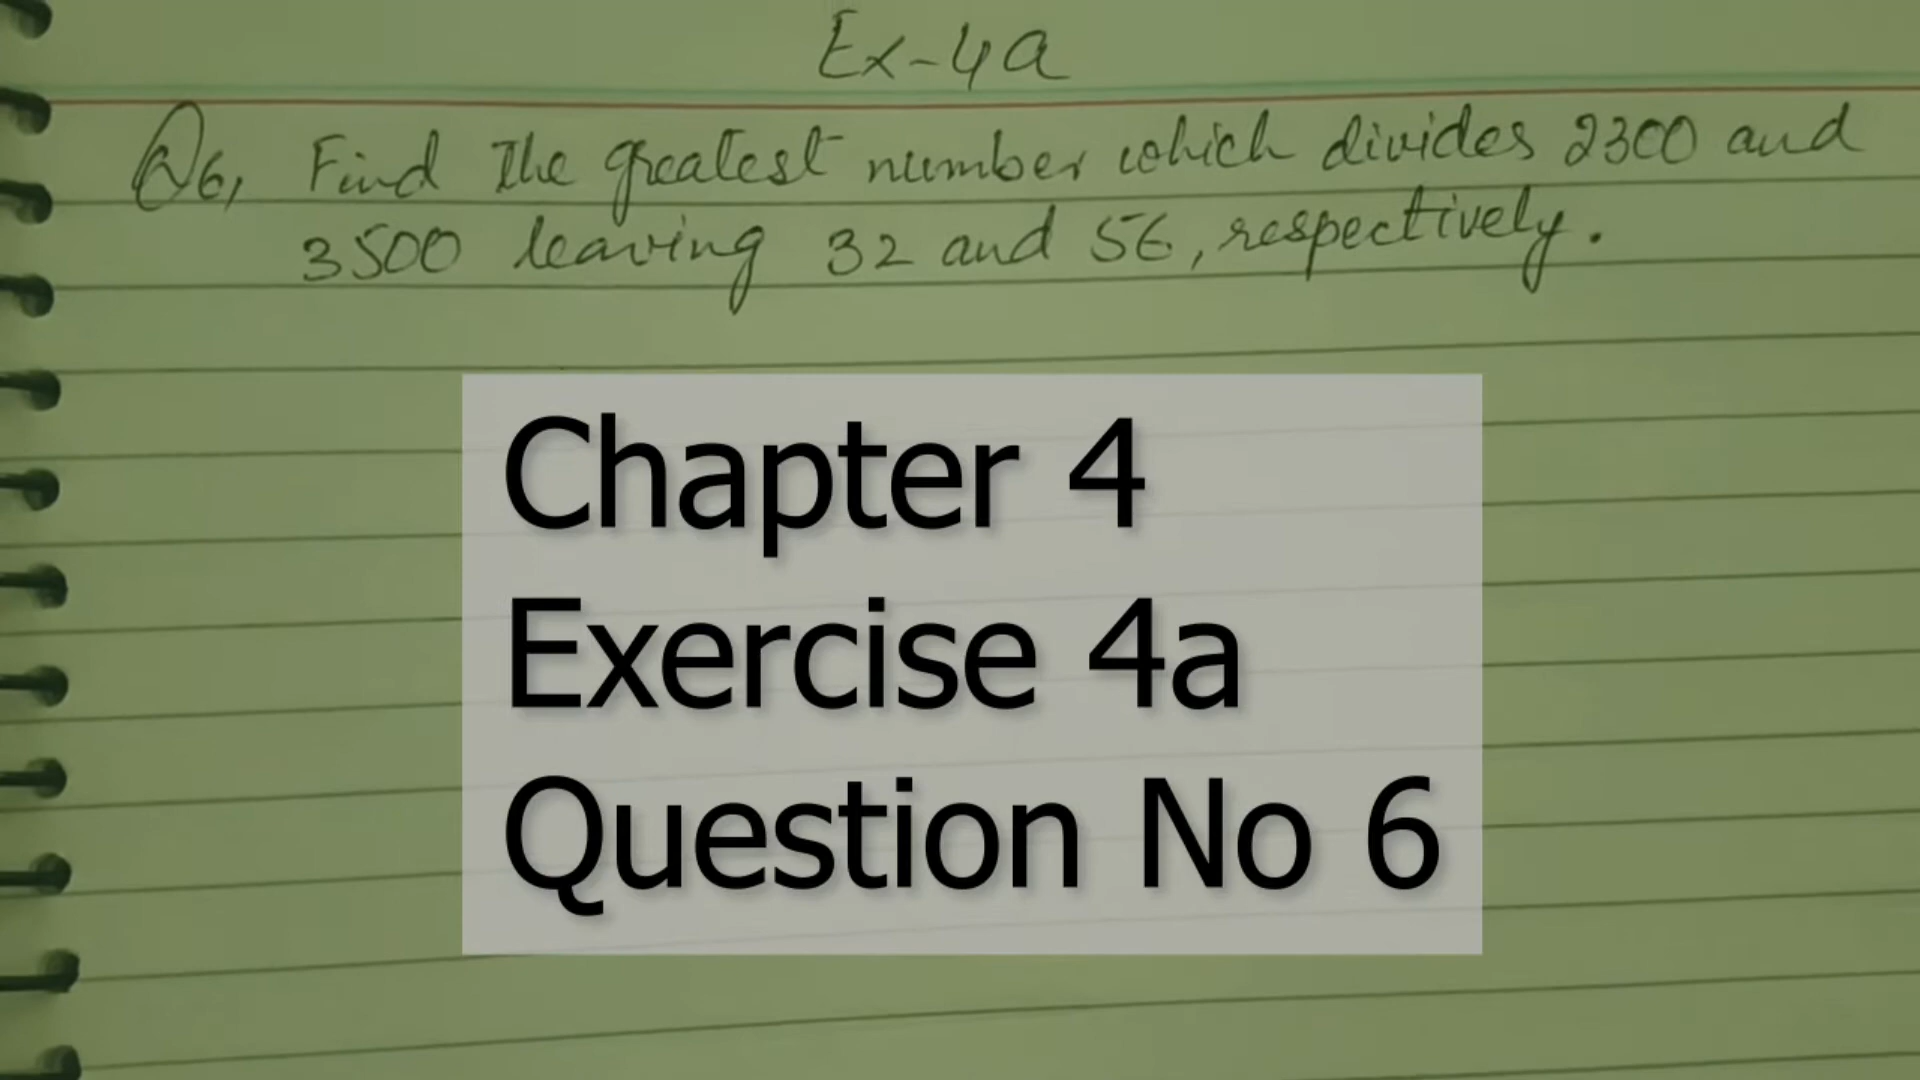 Ex-4a
Q6, Find the greatest number which divides 2300 and
3500 leaving 32 and 56, respectively.
Chapter 4
Exercise 4a
Question No 6